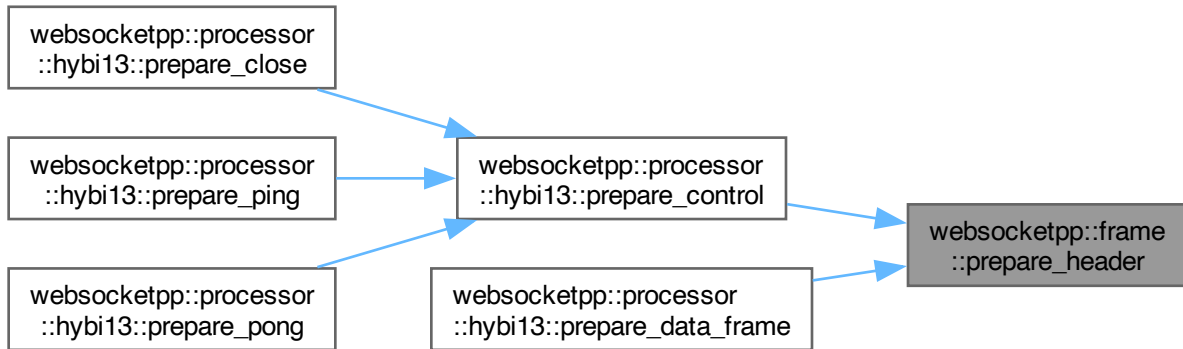 websocketpp::processor
::hybi13::prepare_close
websocketpp::processor
::hybi13::prepare_ping
websocketpp::processor
::hybi13::prepare_pong
websocketpp::processor
::hybi13::prepare_control
websocketpp::processor
::hybi13::prepare_data_frame
websocketpp::frame
::prepare_header